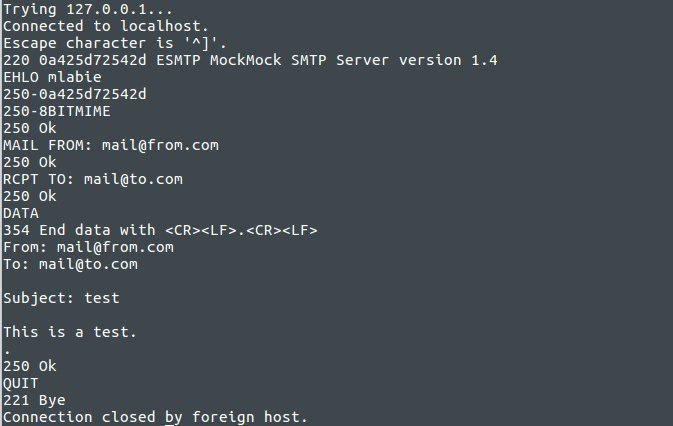 Trying 127.0.0.1...
Connected to localhost.
Escape character is '^]'.
220 0a425d72542d ESMTP MockMock SMTP Server version 1.4
EHLO mlabie
250-0a425d72542d
250-8BITMIME
250 Ok
MAIL FROM: mail@from.com
250 Ok
RCPT TO: mail@to.com
250 Ok
DATA
354 End data with <CR><LF>.<CR><LF>
From: mail@from.com
To: mail@to.com

Subject: test

This is a test.
.
250 Ok
QUIT
221 Bye
Connection closed by foreign host.